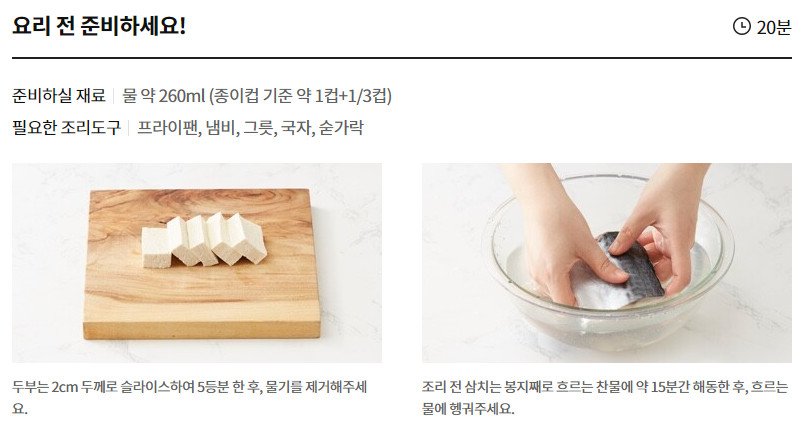 요리 전 준비하세요!
20분
준비하실 재료 | 물 약 260ml (종이컵 기준 약 1컵+1/3컵)
필요한 조리도구 | 프라이팬, 냄비, 그릇, 국자, 숟가락
두부는 2cm 두께로 슬라이스하여 5등분 한 후, 물기를 제거해주세
요.
조리 전 삼치는 봉지째로 흐르는 찬물에 약 15분간 해동한 후, 흐르는
물에 헹궈주세요.